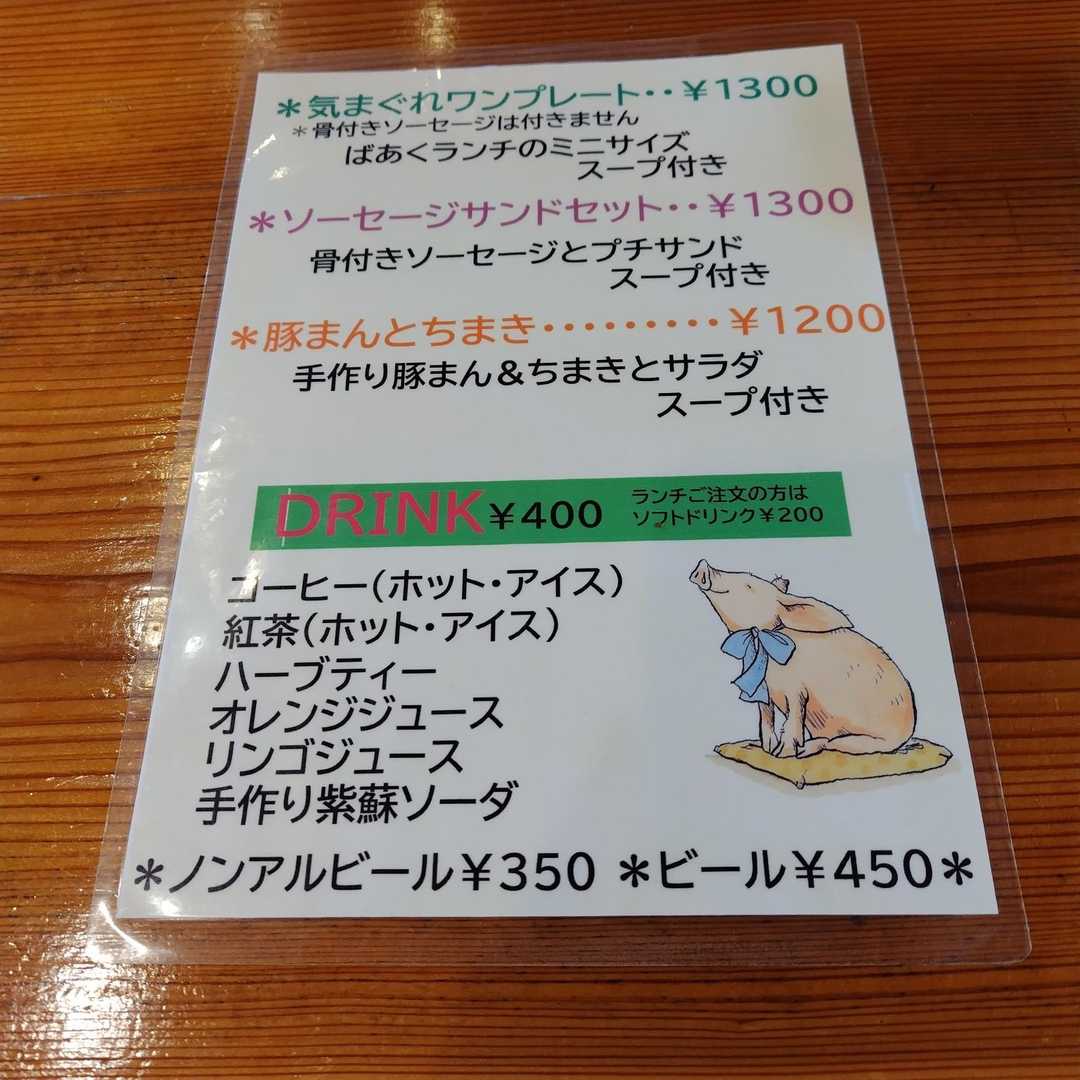 ＊気まぐれワンプレート‥￥1300
＊骨付きソーセージは付きません
ばあくランチのミニサイズ
スープ付き
＊ソーセージサンドセット‥￥1300
骨付きソーセージとプチサンド
スープ付き
＊豚まんとちまき‥‥‥‥‥￥1200
手作り豚まん＆ちまきとサラダ
スープ付き
DRINK￥400
ランチご注文の方は
ソフトドリンク￥200
コーヒー（ホット・アイス）
紅茶（ホット・アイス）
ハーブティー
オレンジジュース
リンゴジュース
手作り紫蘇ソーダ
＊ノンアルビール￥350 ＊ビール￥450＊